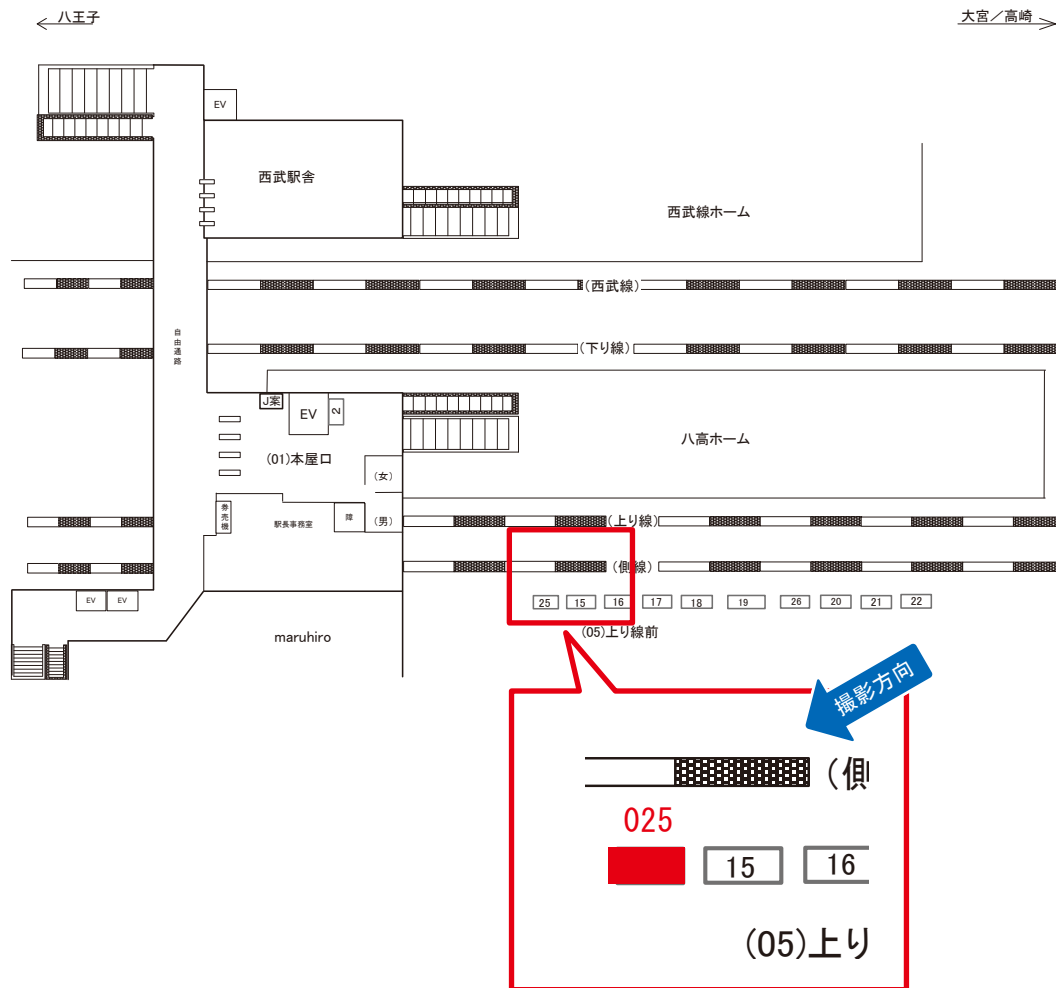 八王子
大宮／高崎
EV
西武駅舎
西武線ホーム
(西武線)
自由通路
(下り線)
J案
EV
2
八高ホーム
(01)本屋口
(女)
券売機
駅長事務室
障
(男)
(上り線)
(側線)
EV
EV
25
15
16
17
18
19
26
20
21
22
maruhiro
(05)上り線前
撮影方向
(側
025
15
16
(05)上り